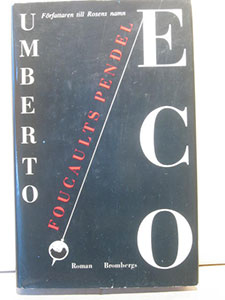 Författaren till Rosens namn
UMBERTO
ECO
FOUCAULTS PENDEL
Roman Brombergs